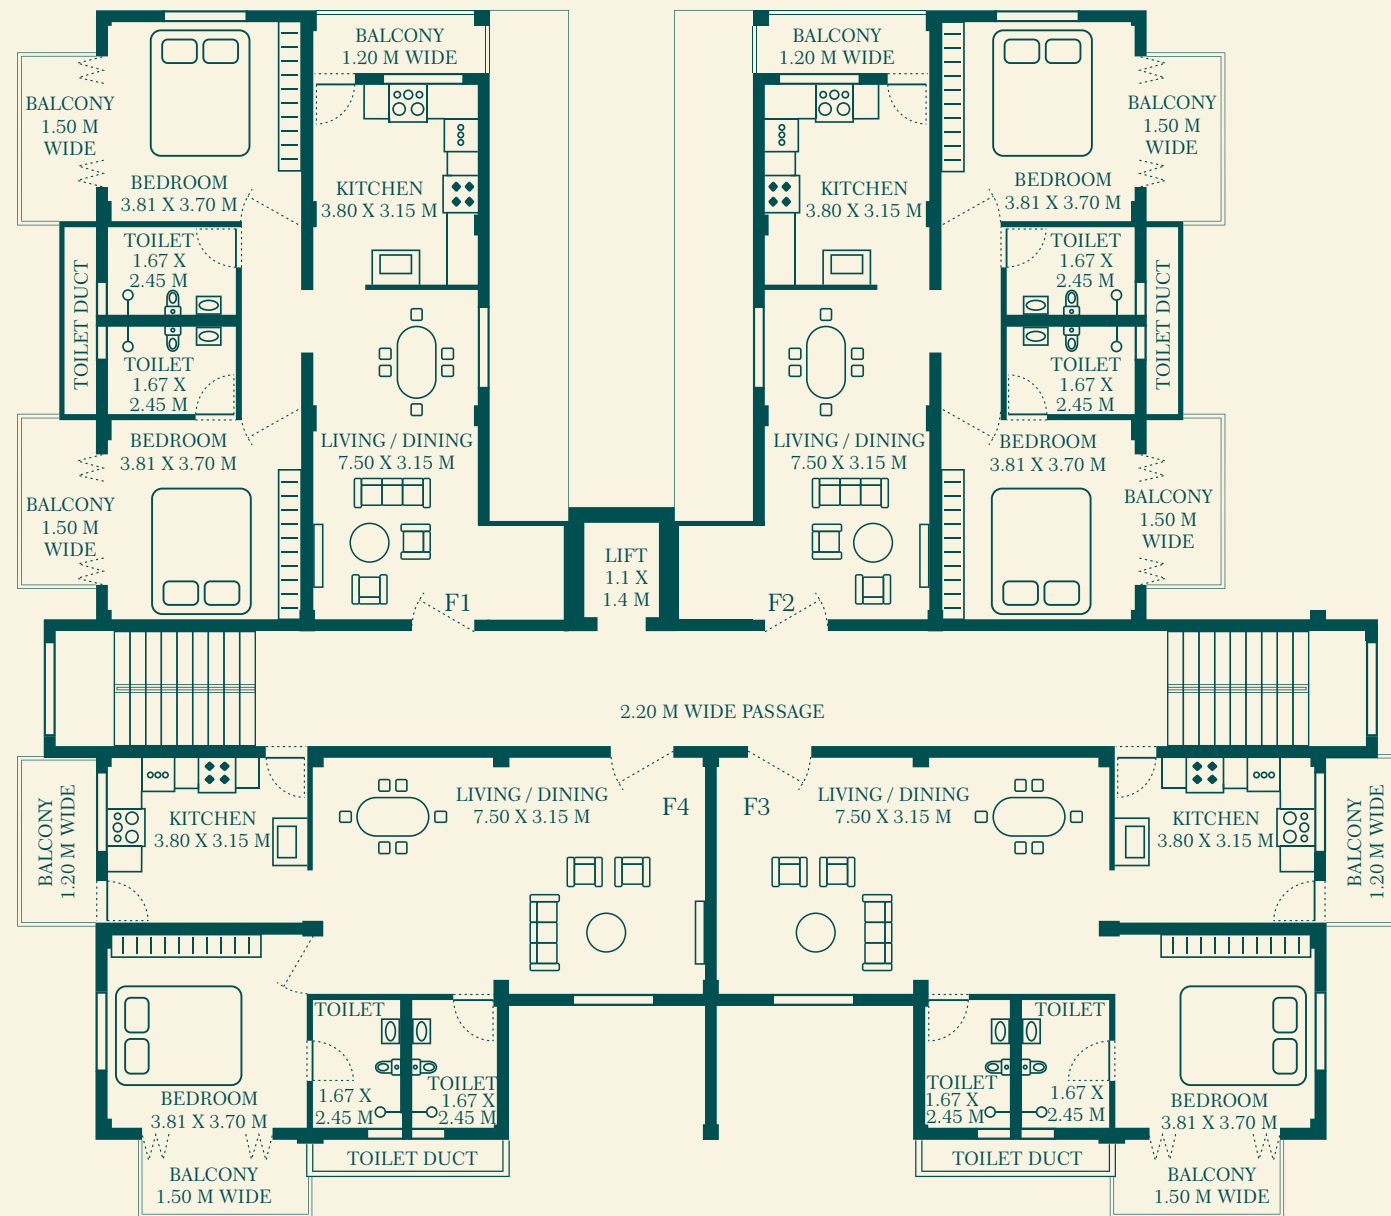 BALCONY
1.20 M WIDE
BALCONY
1.20 M WIDE
BALCONY
1.50 M
WIDE
BALCONY
1.50 M
WIDE
BEDROOM
3.81 X 3.70 M
KITCHEN
3.80 X 3.15 M
KITCHEN
3.80 X 3.15 M
BEDROOM
3.81 X 3.70 M
TOILET
1.67 X
2.45 M
TOILET
1.67 X
2.45 M
TOILET DUCT
TOILET DUCT
TOILET
1.67 X
2.45 M
TOILET
1.67 X
2.45 M
BEDROOM
3.81 X 3.70 M
LIVING / DINING
7.50 X 3.15 M
LIVING / DINING
7.50 X 3.15 M
BEDROOM
3.81 X 3.70 M
BALCONY
1.50 M
WIDE
BALCONY
1.50 M
WIDE
LIFT
1.1 X
1.4 M
F1
F2
2.20 M WIDE PASSAGE
BALCONY
1.20 M WIDE
KITCHEN
3.80 X 3.15 M
LIVING / DINING
7.50 X 3.15 M
F4
F3
LIVING / DINING
7.50 X 3.15 M
KITCHEN
3.80 X 3.15 M
BALCONY
1.20 M WIDE
TOILET
1.67 X
2.45 M
TOILET
1.67 X
2.45 M
TOILET
1.67 X
2.45 M
TOILET
1.67 X
2.45 M
BEDROOM
3.81 X 3.70 M
BEDROOM
3.81 X 3.70 M
TOILET DUCT
TOILET DUCT
BALCONY
1.50 M WIDE
BALCONY
1.50 M WIDE